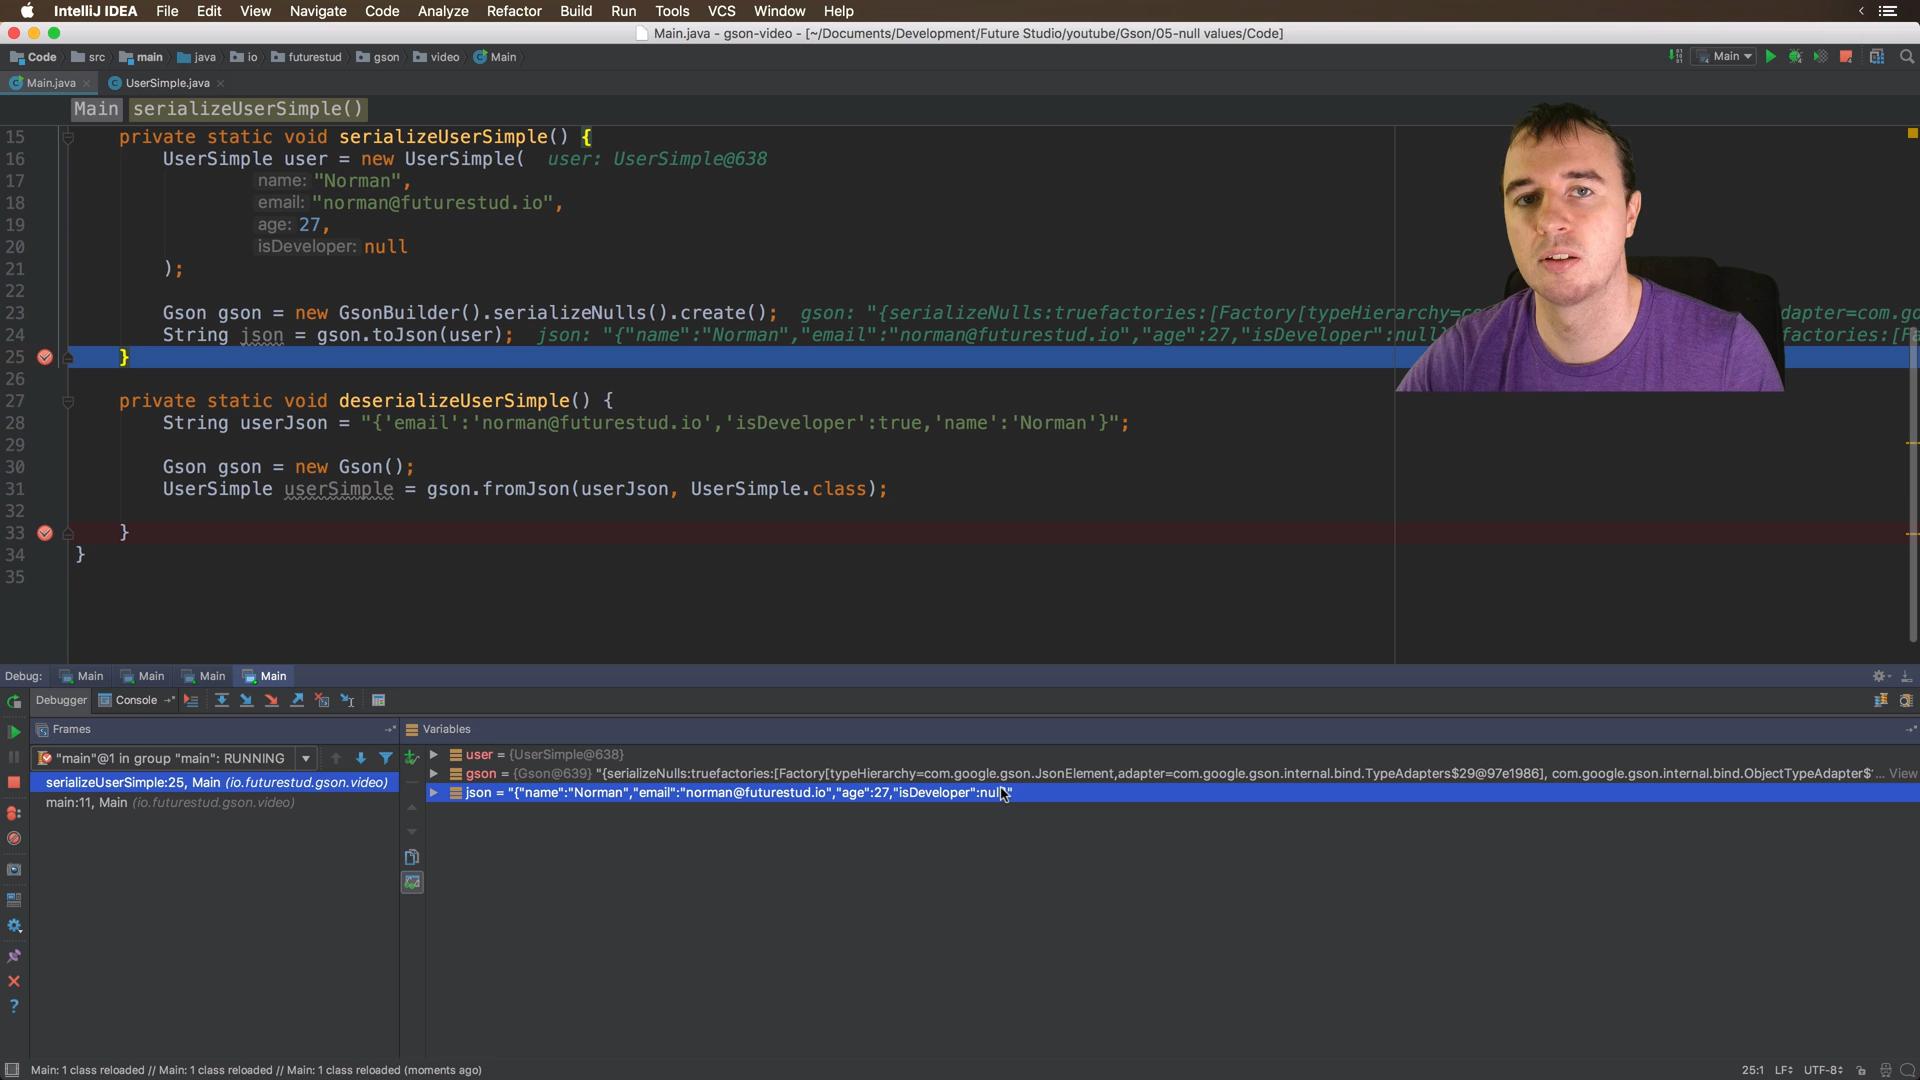 IntelliJ IDEA File Edit View Navigate Code Analyze Refactor Build Run Tools VCS Window Help
Main.java - gson-video - [~/Documents/Development/Future Studio/youtube/Gson/05-null values/Code]
Code src main java io futurestud gson video Main Main
Main.java UserSimple.java
Main serializeUserSimple()
15 private static void serializeUserSimple() {
16 UserSimple user = new UserSimple( user: UserSimple@638
17 name: "Norman",
18 email: "norman@futurestud.io",
19 age: 27,
20 isDeveloper: null
21 );
22
23 Gson gson = new GsonBuilder().serializeNulls().create(); gson: "{serializeNulls:truefactories:[Factory[typeHierarchy= dapter=com.go
24 String json = gson.toJson(user); json: "{"name":"Norman","email":"norman@futurestud.io","age":27,"isDeveloper":null} factories:[Fa
25 }
26
27 private static void deserializeUserSimple() {
28 String userJson = "{'email':'norman@futurestud.io','isDeveloper':true,'name':'Norman'}";
29
30 Gson gson = new Gson();
31 UserSimple userSimple = gson.fromJson(userJson, UserSimple.class);
32
33 }
34 }
35
Debug: Main Main Main Main
Debugger Console
Frames Variables
"main"@1 in group "main": RUNNING
serializeUserSimple:25, Main (io.futurestud.gson.video)
main:11, Main (io.futurestud.gson.video)
user = {UserSimple@638}
gson = {Gson@639} "{serializeNulls:truefactories:[Factory[typeHierarchy=com.google.gson.JsonElement,adapter=com.google.gson.internal.bind.TypeAdapters$29@97e1986], com.google.gson.internal.bind.ObjectTypeAdapter$ ... View
json = "{"name":"Norman","email":"norman@futurestud.io","age":27,"isDeveloper":nul "
Main: 1 class reloaded // Main: 1 class reloaded // Main: 1 class reloaded (moments ago)
25:1 LF UTF-8